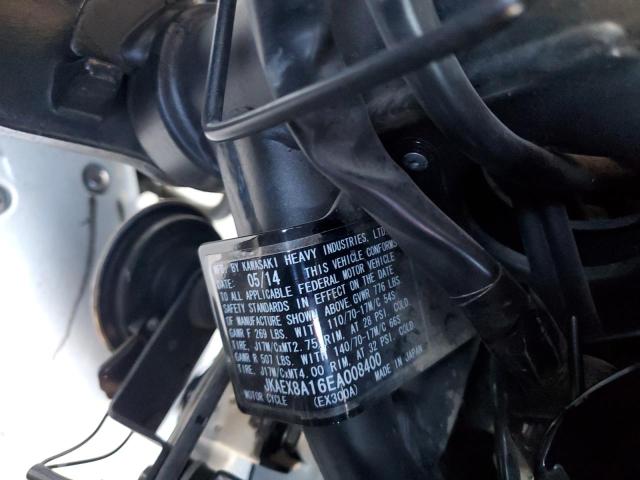 MFD. BY KAWASAKI HEAVY INDUSTRIES, LTD.
DATE: 05/14 THIS VEHICLE CONFORMS
TO ALL APPLICABLE FEDERAL MOTOR VEHICLE
SAFETY STANDARDS IN EFFECT ON THE DATE
OF MANUFACTURE SHOWN ABOVE. GVWR 776 LBS
GAWR F 269 LBS. WITH 110/70-17M/C 54S
TIRE, J17M/CxMT2.75 RIM, AT 28 PSI COLD.
GAWR R 507 LBS. WITH 140/70-17M/C 66S
TIRE, J17M/CxMT4.00 RIM, AT 32 PSI COLD.
JKAEX8A16EA008400
MOTOR CYCLE (EX300A) MADE IN JAPAN